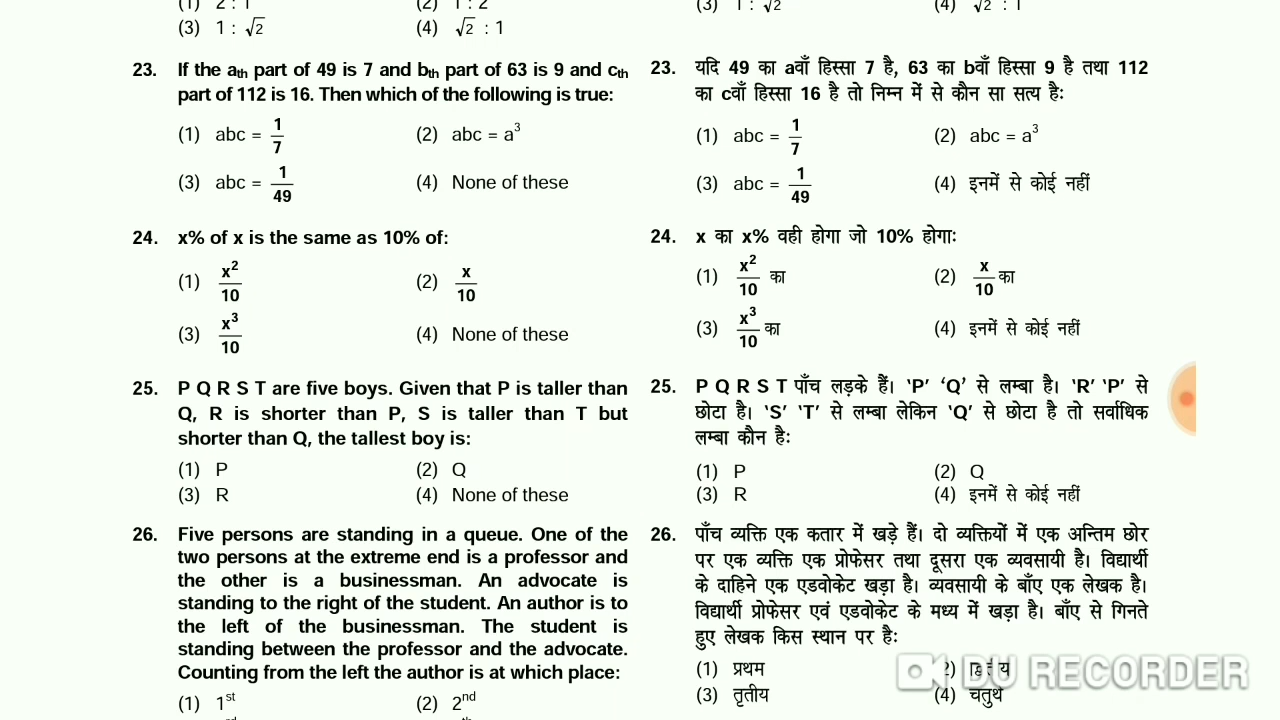 (1) 2 : 1 (2) 1 : 2
(3) 1 : √2 (4) √2 : 1
23. If the ath part of 49 is 7 and bth part of 63 is 9 and cth
part of 112 is 16. Then which of the following is true:
(1) abc = 1/7 (2) abc = a³
(3) abc = 1/49 (4) None of these
24. x% of x is the same as 10% of:
(1) x²/10 (2) x/10
(3) x³/10 (4) None of these
25. P Q R S T are five boys. Given that P is taller than
Q, R is shorter than P, S is taller than T but
shorter than Q, the tallest boy is:
(1) P (2) Q
(3) R (4) None of these
26. Five persons are standing in a queue. One of the
two persons at the extreme end is a professor and
the other is a businessman. An advocate is
standing to the right of the student. An author is to
the left of the businessman. The student is
standing between the professor and the advocate.
Counting from the left the author is at which place:
(1) 1st (2) 2nd
(3) 1 : √2 (4) √2 : 1
23. यदि 49 का aवाँ हिस्सा 7 है, 63 का bवाँ हिस्सा 9 है तथा 112
का cवाँ हिस्सा 16 है तो निम्न में से कौन सा सत्य है:
(1) abc = 1/7 (2) abc = a³
(3) abc = 1/49 (4) इनमें से कोई नहीं
24. x का x% वही होगा जो 10% होगा:
(1) x²/10 का (2) x/10 का
(3) x³/10 का (4) इनमें से कोई नहीं
25. P Q R S T पाँच लड़के हैं। 'P' 'Q' से लम्बा है। 'R' 'P' से
छोटा है। 'S' 'T' से लम्बा लेकिन 'Q' से छोटा है तो सर्वाधिक
लम्बा कौन है:
(1) P (2) Q
(3) R (4) इनमें से कोई नहीं
26. पाँच व्यक्ति एक कतार में खड़े हैं। दो व्यक्तियों में एक अन्तिम छोर
पर एक व्यक्ति एक प्रोफेसर तथा दूसरा एक व्यवसायी है। विद्यार्थी
के दाहिने एक एडवोकेट खड़ा है। व्यवसायी के बाँए एक लेखक है।
विद्यार्थी प्रोफेसर एवं एडवोकेट के मध्य में खड़ा है। बाँए से गिनते
हुए लेखक किस स्थान पर है:
(1) प्रथम (2) द्वितीय
(3) तृतीय (4) चतुर्थ
DU RECORDER